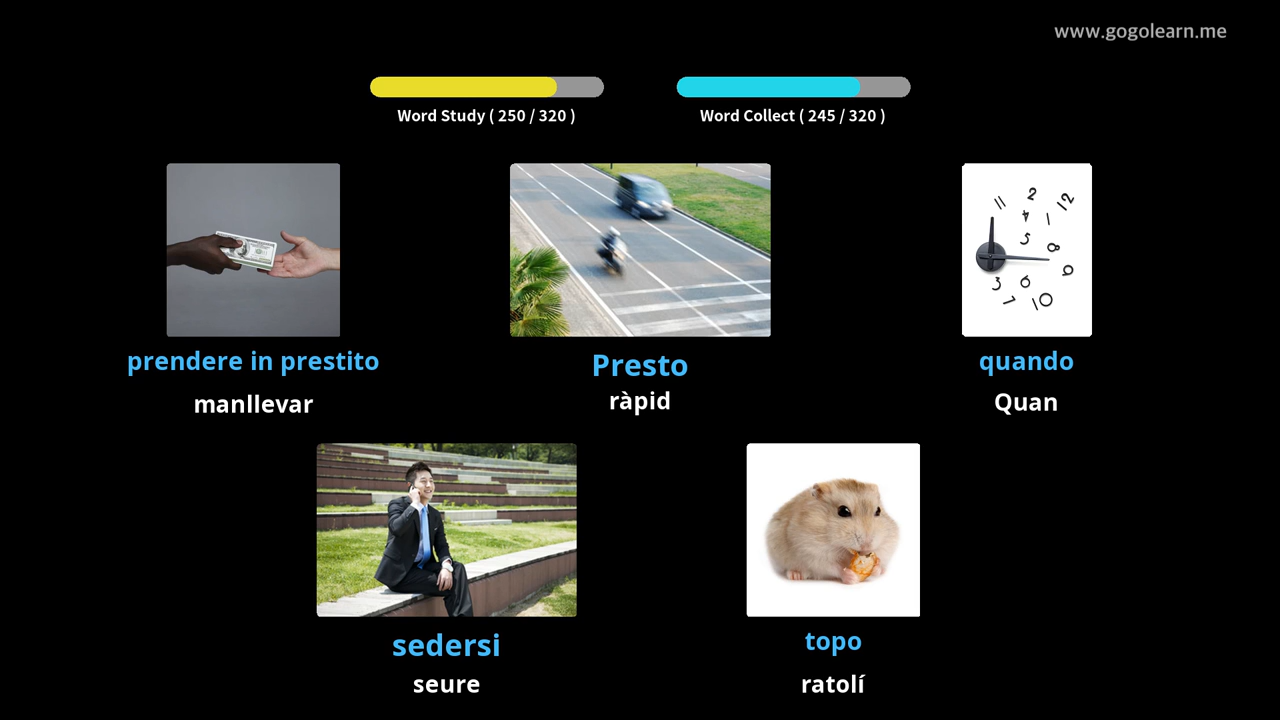 www.gogolearn.me
Word Study ( 250 / 320 )
Word Collect ( 245 / 320 )
prendere in prestito
manllevar
Presto
ràpid
quando
Quan
sedersi
seure
topo
ratolí